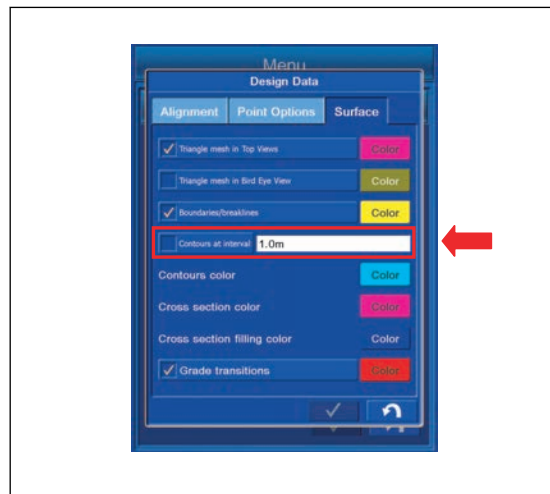 Menu
Design Data
Alignment Point Options Surface
Triangle mesh in Top Views Color
Triangle mesh in Bird Eye View Color
Boundaries/breaklines Color
Contours at interval 1.0m
Contours color Color
Cross section color Color
Cross section filling color Color
Grade transitions Color